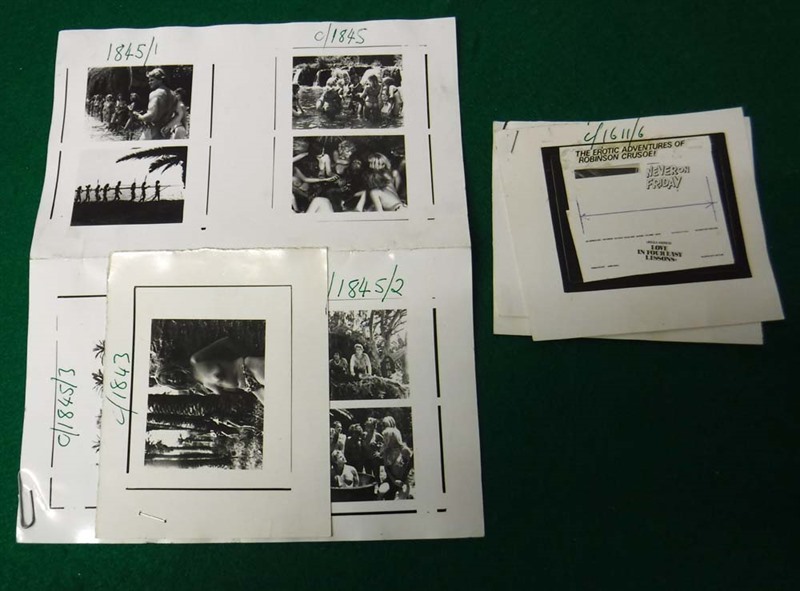 1845/1
c/1845
c/1845/3
c/1843
1845/2
c/1611/6
THE EROTIC ADVENTURES OF
ROBINSON CRUSOE!
NEVER ON
FRIDAY
LOVE
IN FOUR EASY
LESSONS